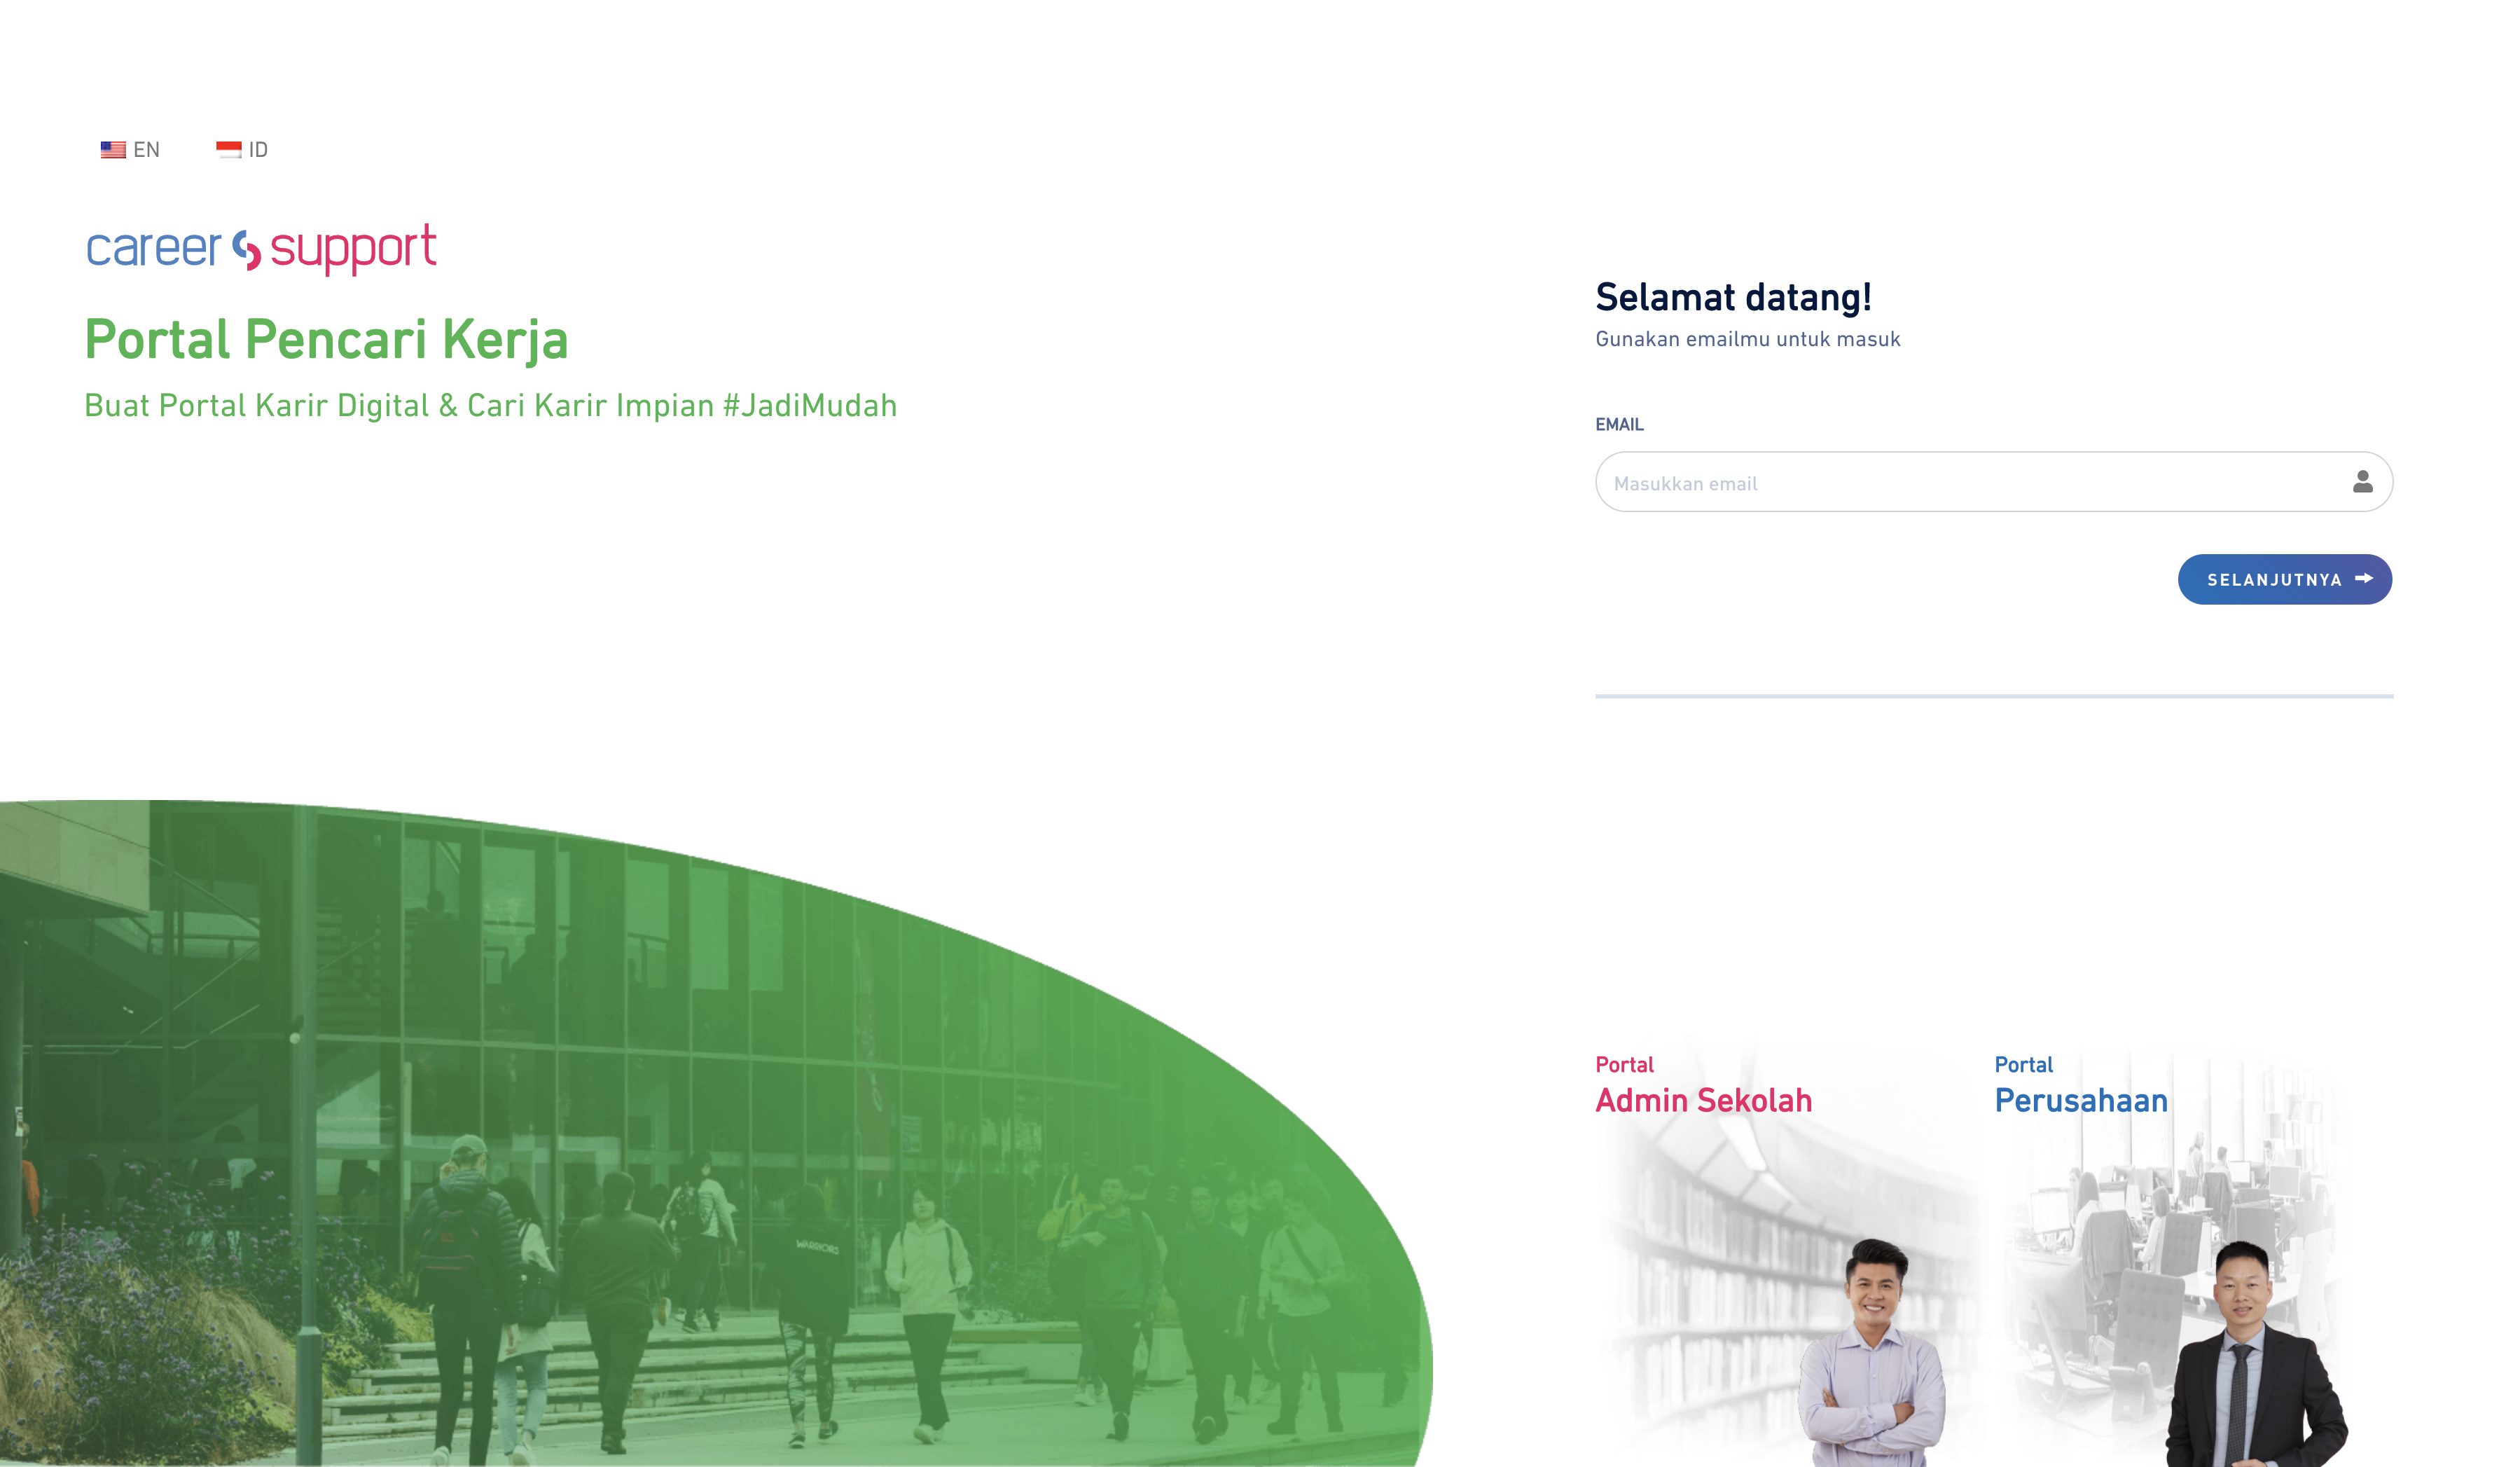 EN
ID
career support
Portal Pencari Kerja
Buat Portal Karir Digital & Cari Karir Impian #JadiMudah
Selamat datang!
Gunakan emailmu untuk masuk
EMAIL
Masukkan email
SELANJUTNYA
Portal
Admin Sekolah
Portal
Perusahaan
WARRIORS